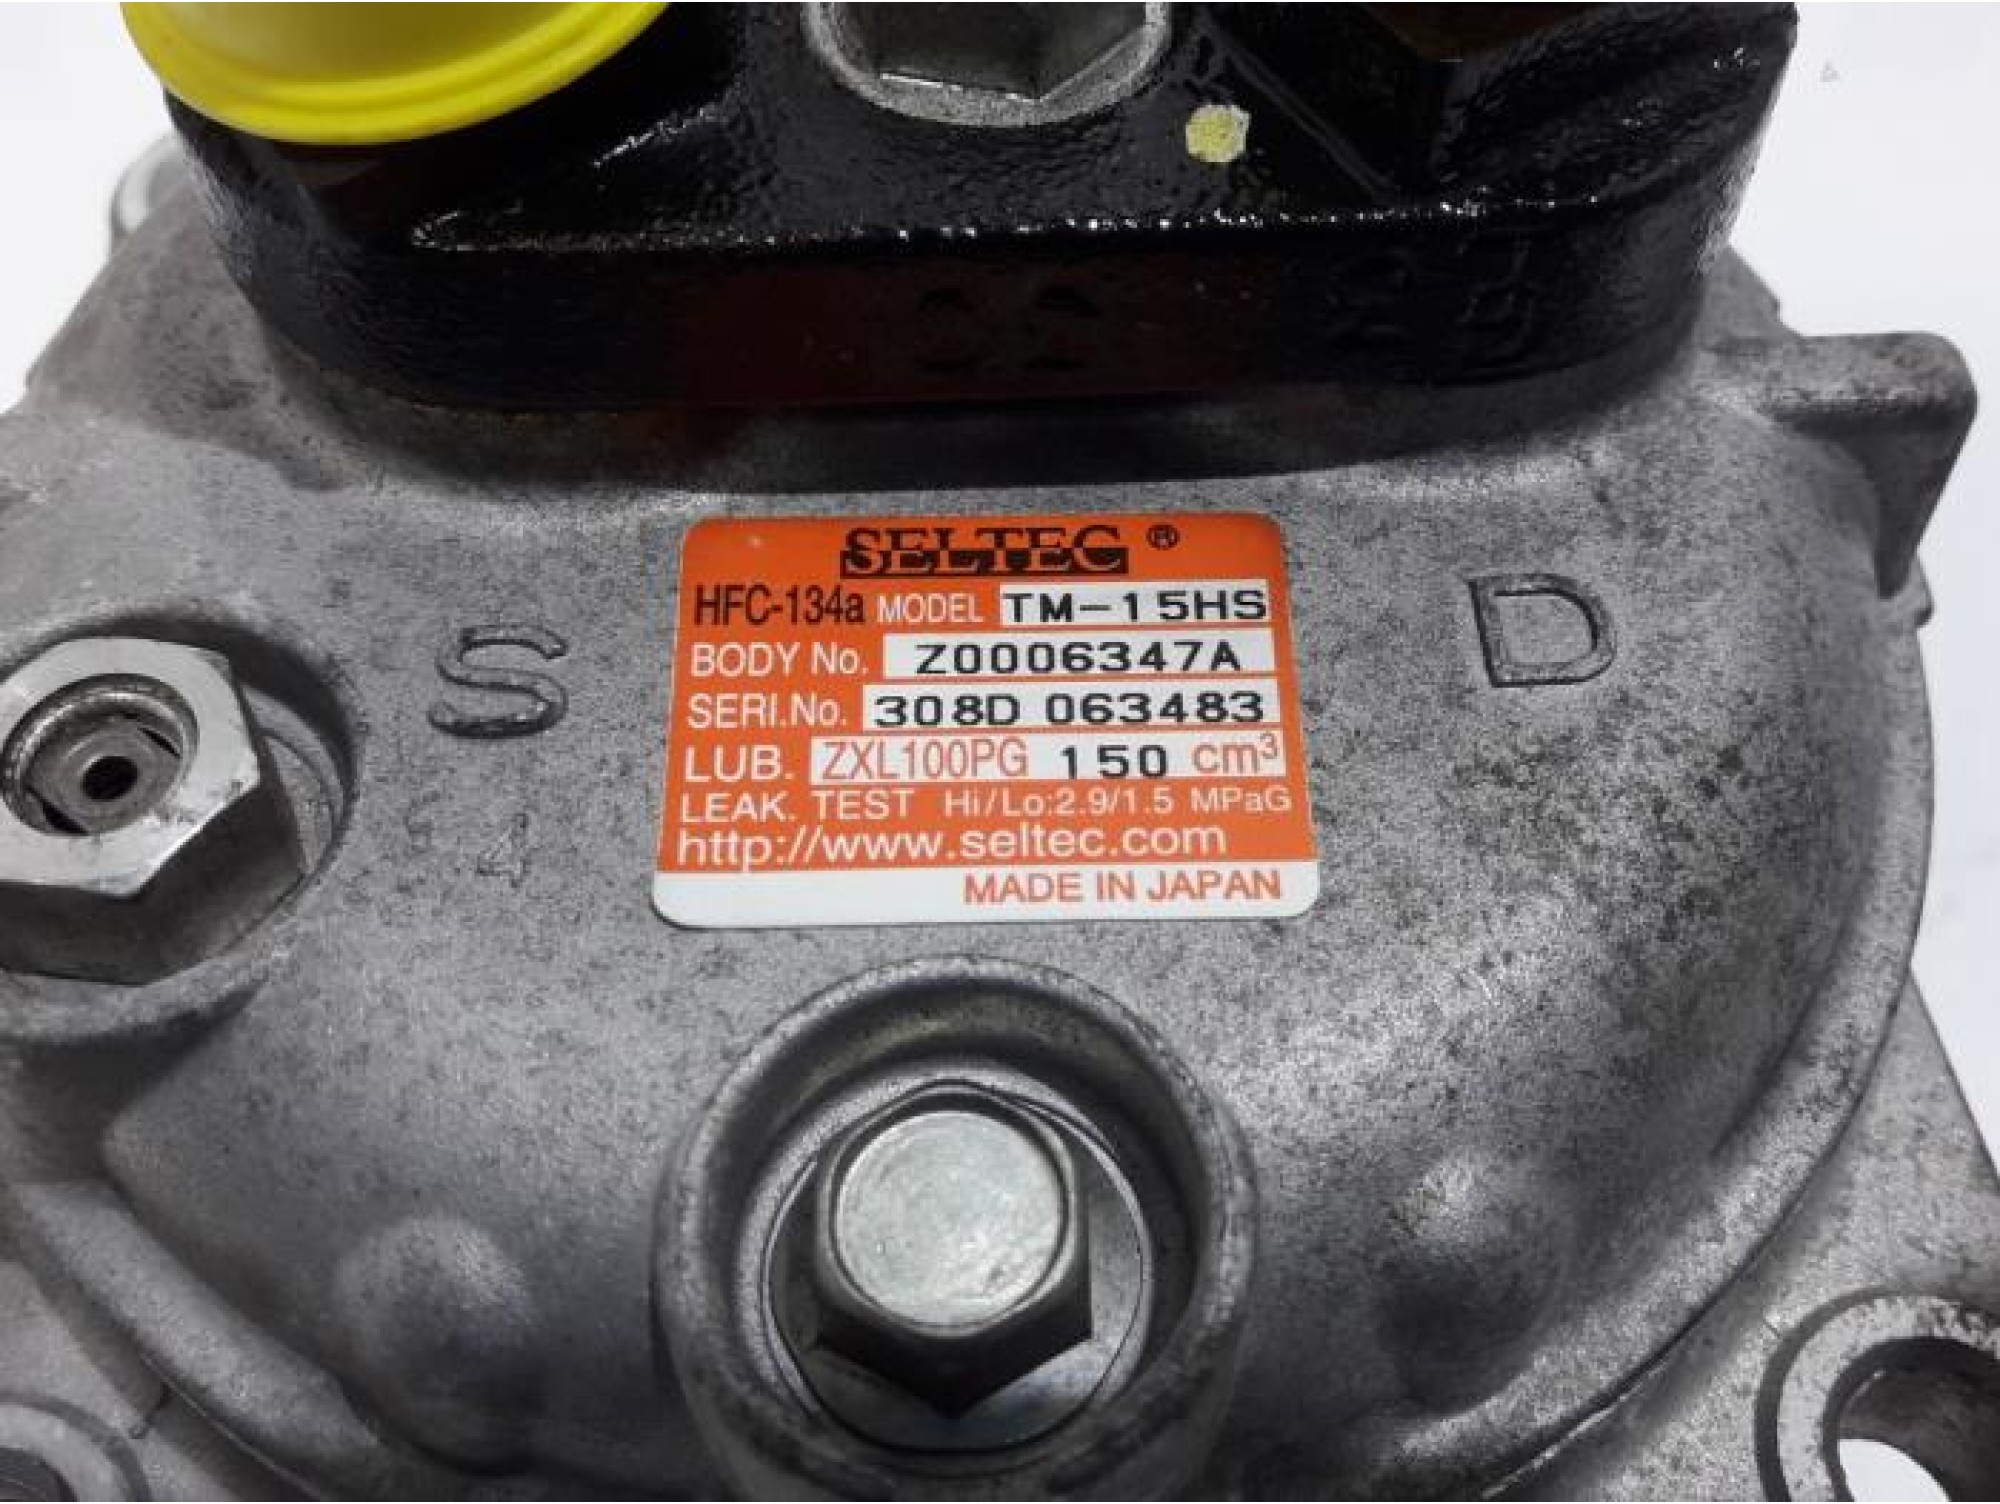 SELTEC ®
HFC-134a MODEL TM-15HS
BODY No. Z0006347A
SERI.No. 308D 063483
LUB. ZXL100PG 150 cm³
LEAK. TEST Hi/Lo:2.9/1.5 MPaG
http://www.seltec.com
MADE IN JAPAN
S
D
4